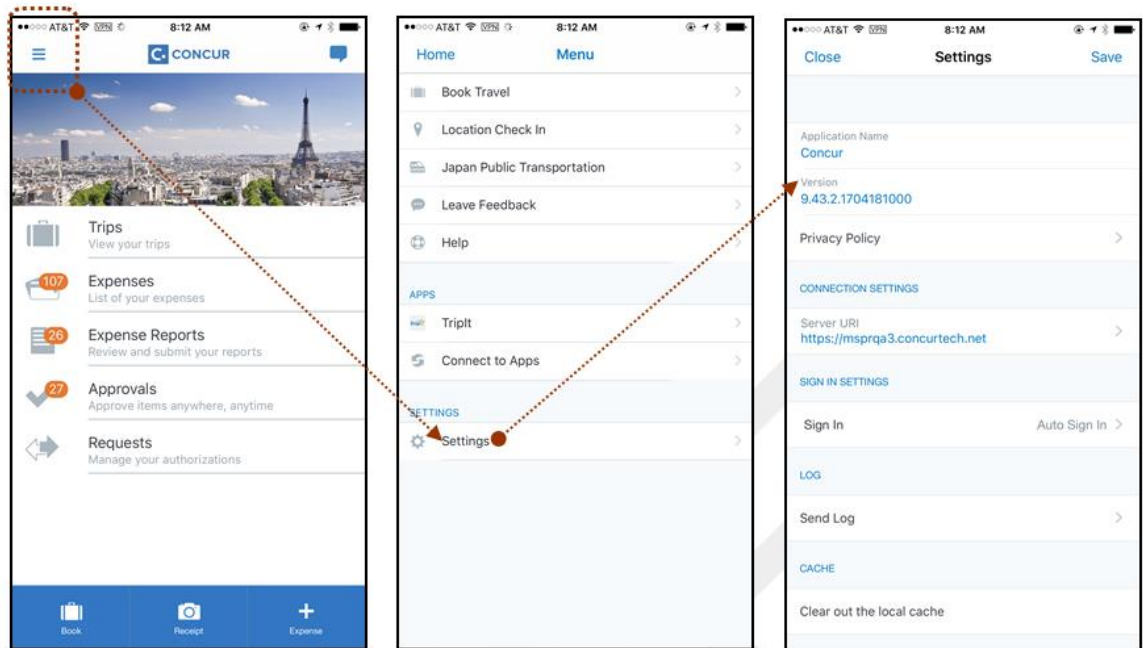 AT&T VPN 8:12 AM
CONCUR
Trips
View your trips
107
Expenses
List of your expenses
26
Expense Reports
Review and submit your reports
27
Approvals
Approve items anywhere, anytime
Requests
Manage your authorizations
Book
Receipt
+
Expense
AT&T VPN 8:12 AM
Home Menu
Book Travel
Location Check In
Japan Public Transportation
Leave Feedback
Help
APPS
TripIt
Connect to Apps
SETTINGS
Settings
AT&T VPN 8:12 AM
Close Settings Save
Application Name
Concur
Version
9.43.2.1704181000
Privacy Policy
CONNECTION SETTINGS
Server URI
https://msprqa3.concurtech.net
SIGN IN SETTINGS
Sign In Auto Sign In
LOG
Send Log
CACHE
Clear out the local cache